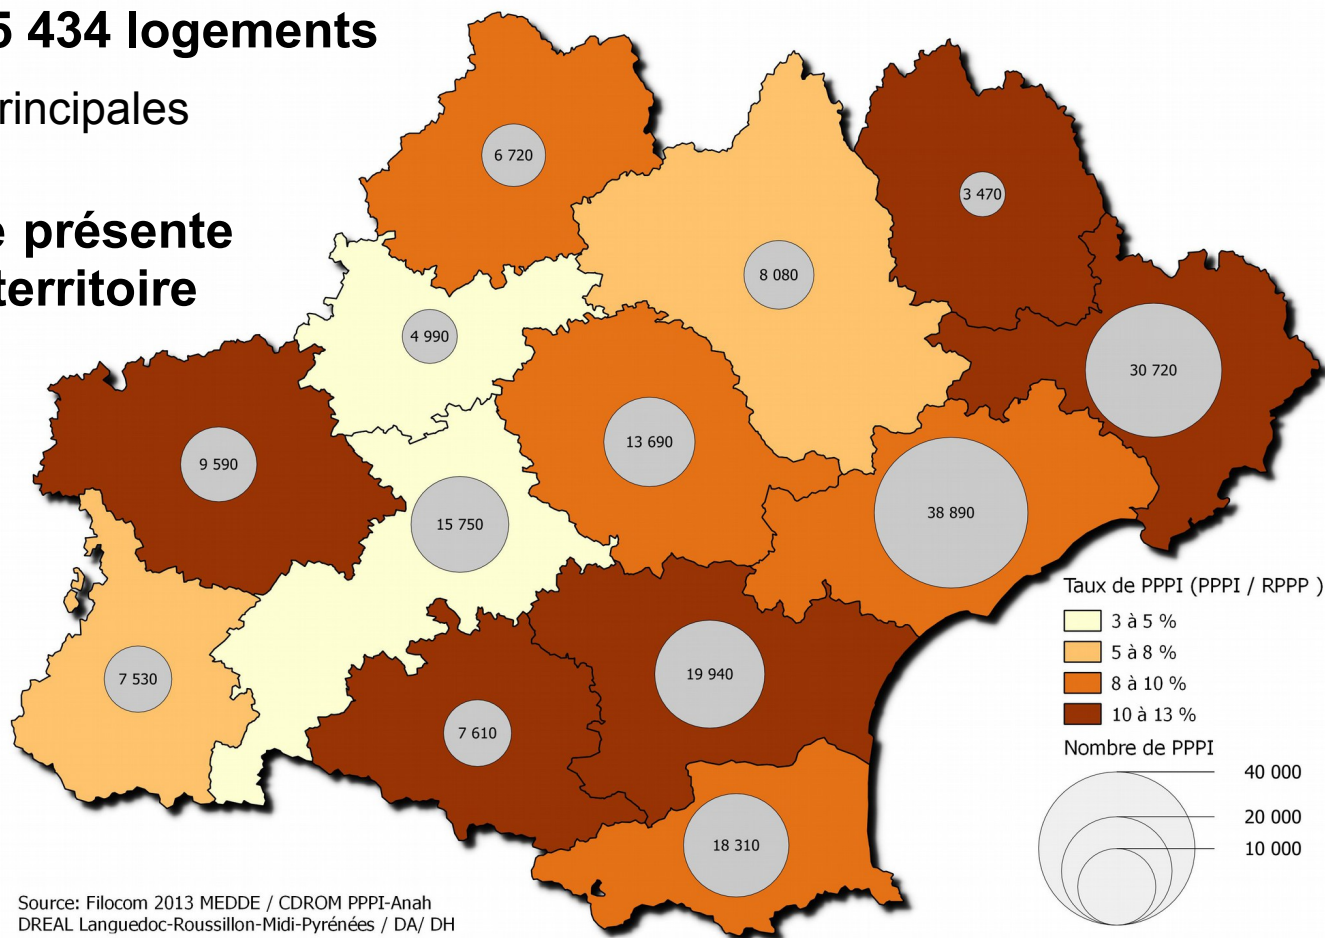 5 434 logements
rincipales
e présente
territoire
6 720
3 470
8 080
4 990
30 720
13 690
9 590
38 890
15 750
19 940
7 530
7 610
18 310
Taux de PPPI (PPPI / RPPP )
3 à 5 %
5 à 8 %
8 à 10 %
10 à 13 %
Nombre de PPPI
40 000
20 000
10 000
Source: Filocom 2013 MEDDE / CDROM PPPI-Anah
DREAL Languedoc-Roussillon-Midi-Pyrénées / DA/ DH